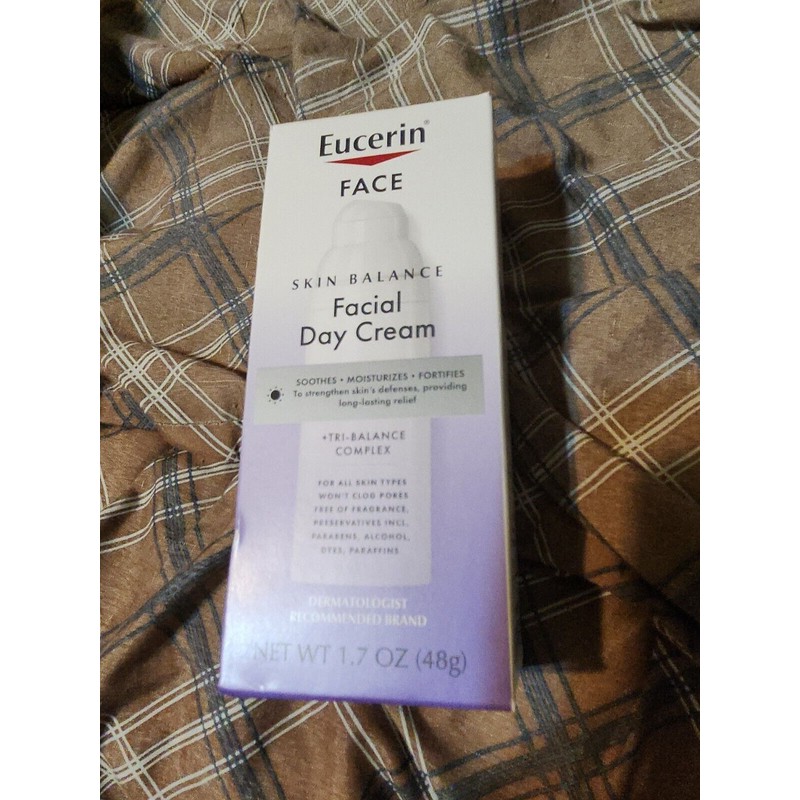 Eucerin®
FACE
SKIN BALANCE
Facial
Day Cream
SOOTHES • MOISTURIZES • FORTIFIES
To strengthen skin's defenses, providing
long-lasting relief
+TRI-BALANCE
COMPLEX
FOR ALL SKIN TYPES
WON'T CLOG PORES
FREE OF FRAGRANCE,
PRESERVATIVES INCL.
PARABENS, ALCOHOL,
DYES, PARAFFINS
DERMATOLOGIST
RECOMMENDED BRAND
NET WT 1.7 OZ (48g)